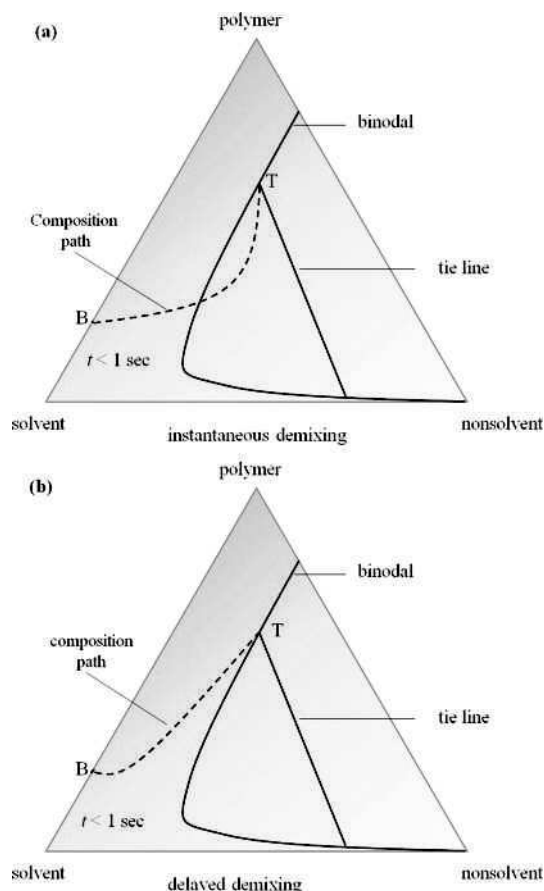 (a)
polymer
binodal
T
Composition
path
tie line
B
t < 1 sec
solvent
nonsolvent
instantaneous demixing
polymer
(b)
binodal
T
composition
path
tie line
B
t < 1 sec
solvent
nonsolvent
delayed demixing